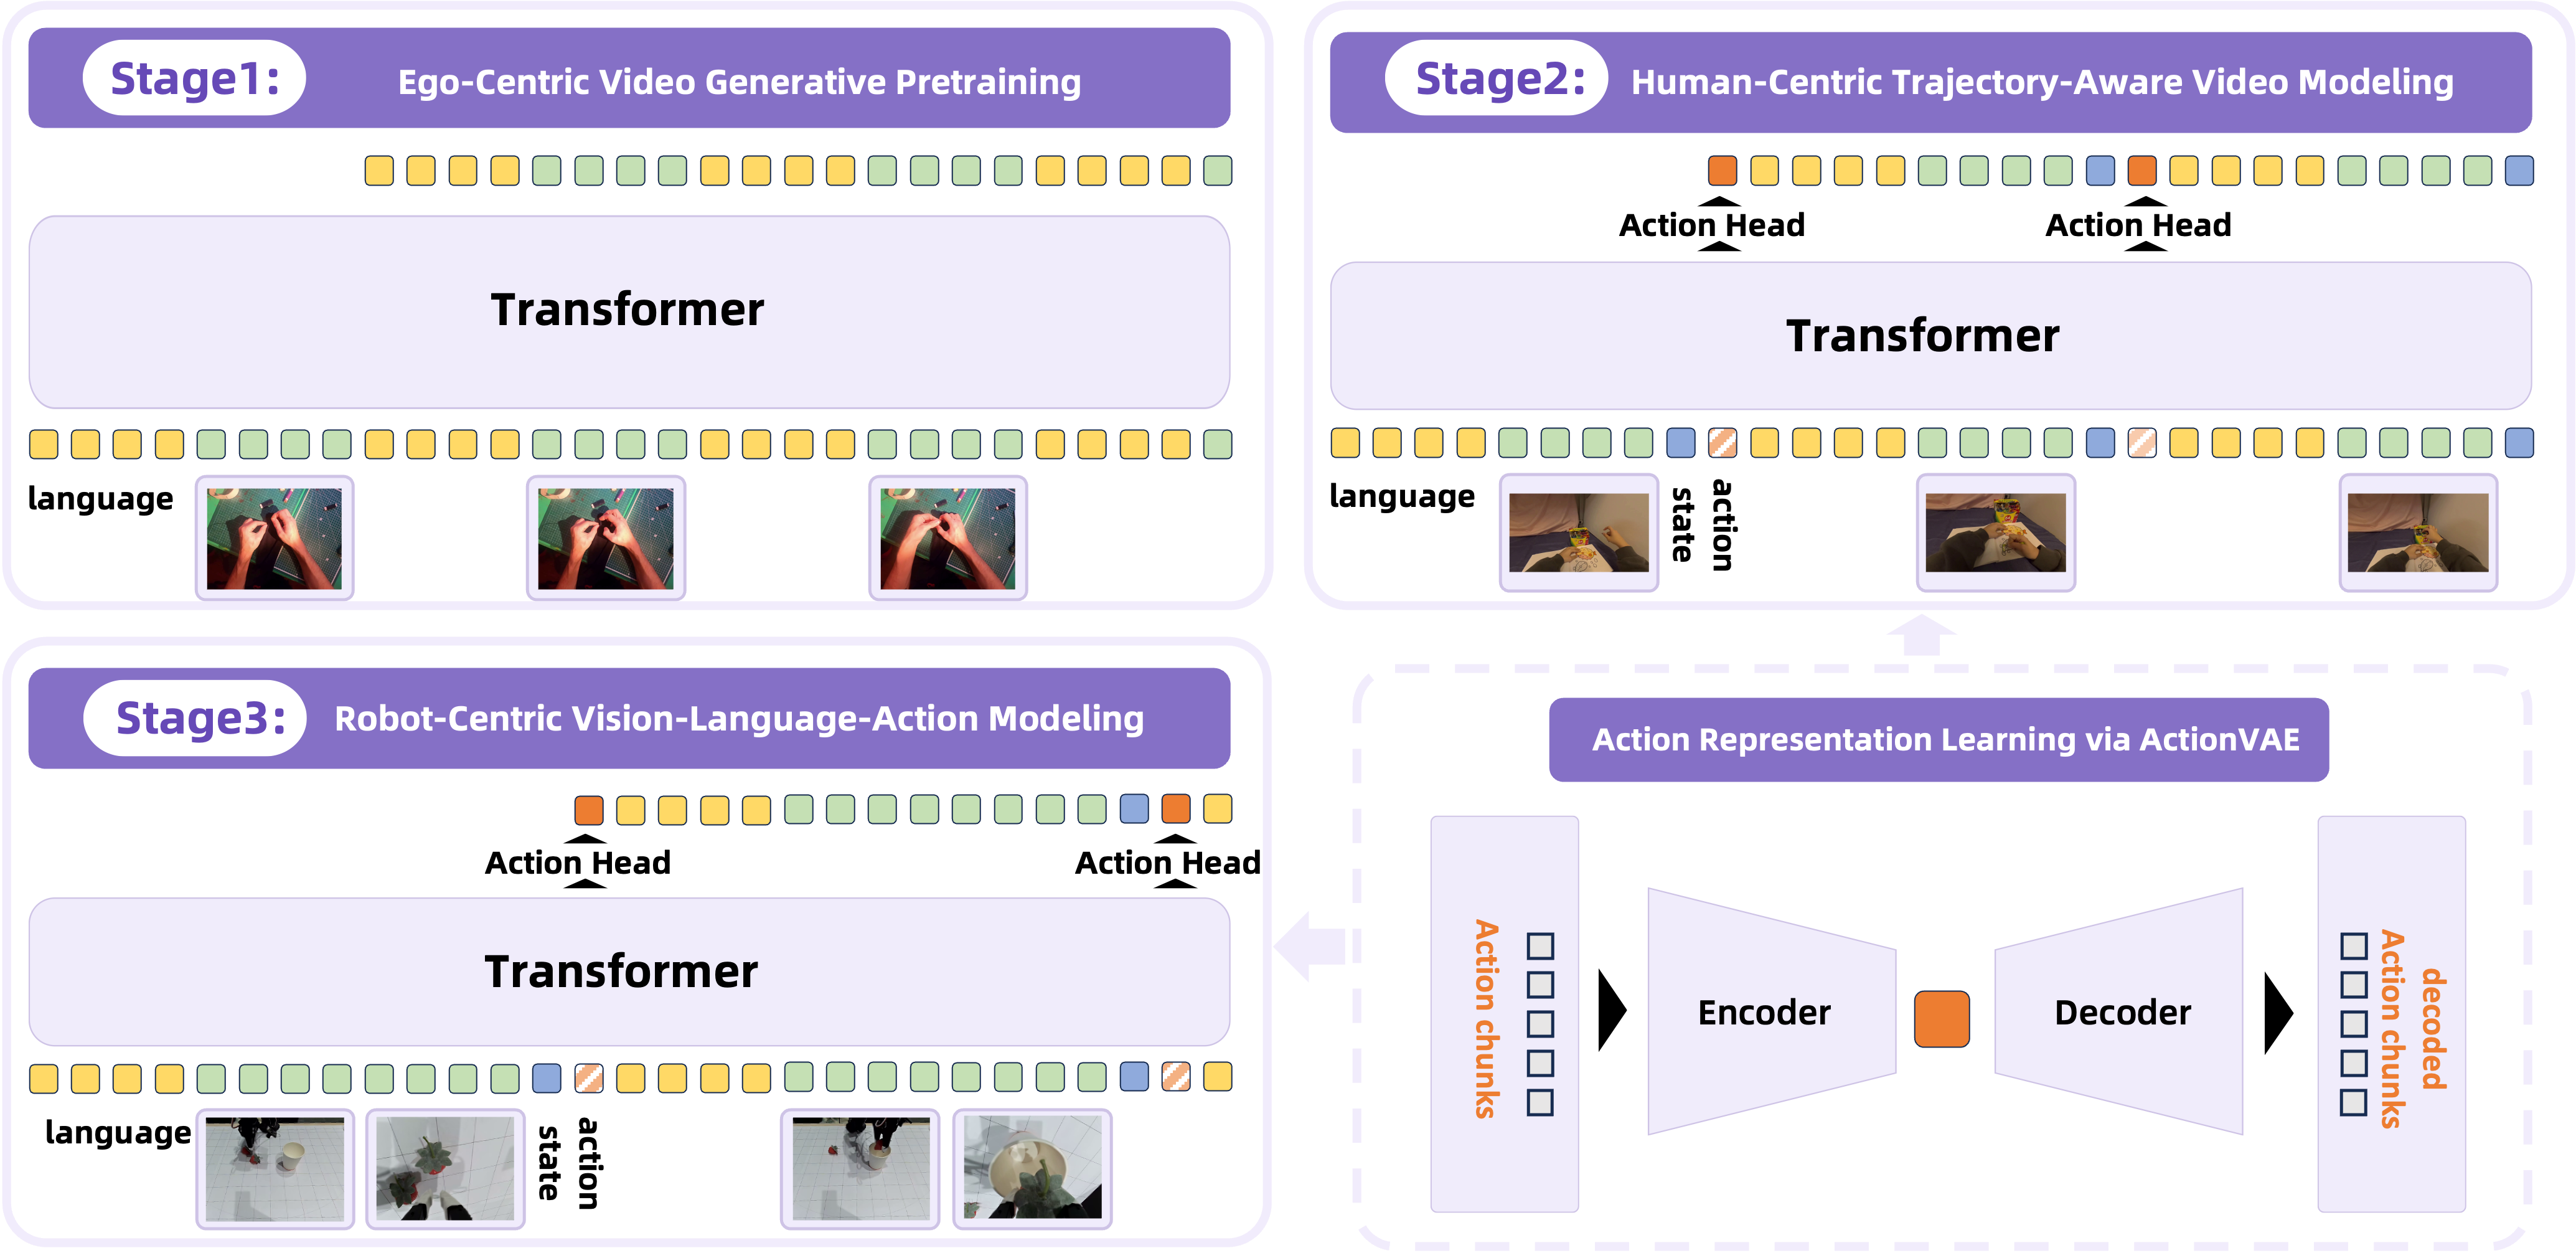 Stage1:
Ego-Centric Video Generative Pretraining
Transformer
language
Stage2:
Human-Centric Trajectory-Aware Video Modeling
Action Head
Action Head
Transformer
language
state
action
Stage3:
Robot-Centric Vision-Language-Action Modeling
Action Head
Action Head
Transformer
language
state
action
Action Representation Learning via ActionVAE
Action chunks
Encoder
Decoder
decoded
Action chunks